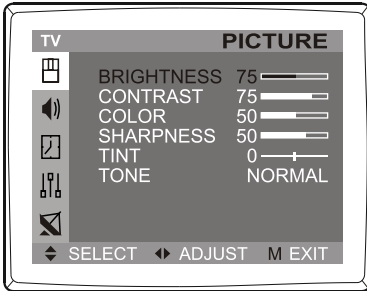 TV PICTURE
BRIGHTNESS 75
CONTRAST 75
COLOR 50
SHARPNESS 50
TINT 0
TONE NORMAL
SELECT ADJUST M EXIT